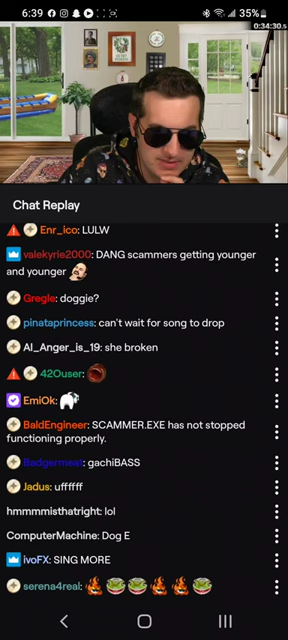 6:39
35%
0:34:30.5
Chat Replay
Enr_ico: LULW
valekyrie2000: DANG scammers getting younger
and younger
Gregle: doggie?
pinataprincess: can't wait for song to drop
AI_Anger_is_19: she broken
42Ouser:
EmiOk:
BaldEngineer: SCAMMER.EXE has not stopped
functioning properly.
Badgermeat: gachiBASS
Jadus: uffffff
hmmmmisthatright: lol
ComputerMachine: Dog E
ivoFX: SING MORE
serena4real: